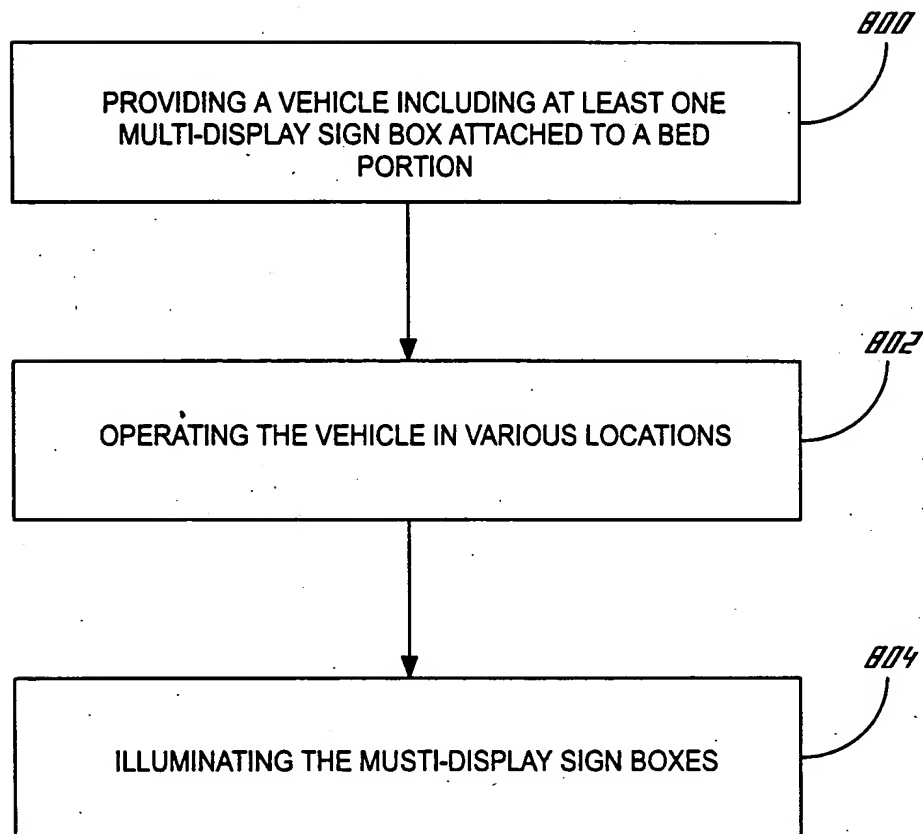 800
PROVIDING A VEHICLE INCLUDING AT LEAST ONE
MULTI-DISPLAY SIGN BOX ATTACHED TO A BED
PORTION
802
OPERATING THE VEHICLE IN VARIOUS LOCATIONS
804
ILLUMINATING THE MUSTI-DISPLAY SIGN BOXES